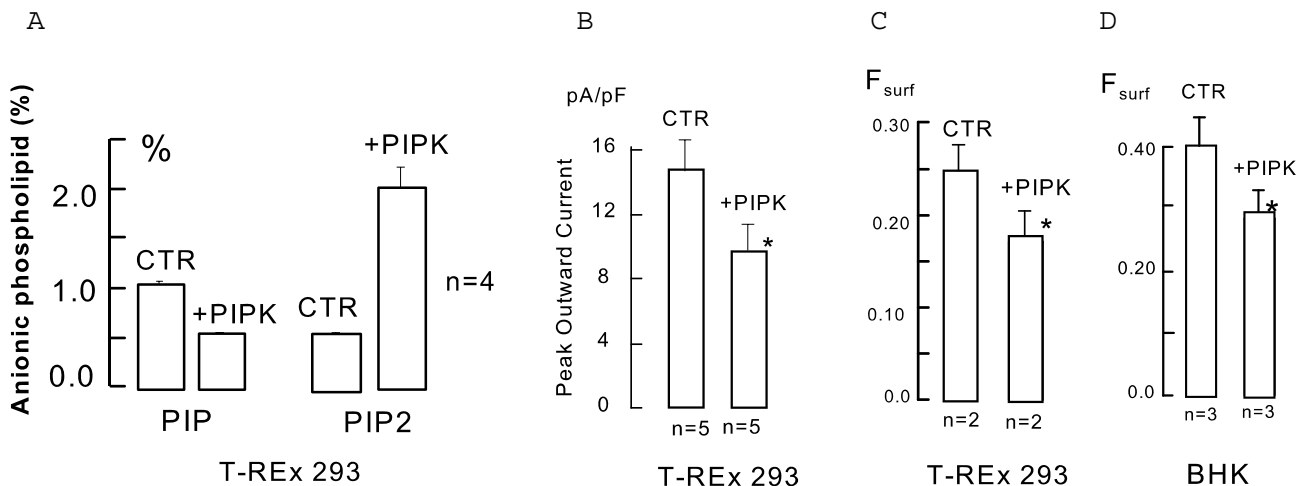 A
Anionic phospholipid (%)
%
2.0
1.0
0.0
CTR
+PIPK
CTR
+PIPK
n=4
PIP
PIP2
T-REx 293
B
pA/pF
Peak Outward Current
16
12
8
4
0
CTR
+PIPK
*
n=5
n=5
T-REx 293
C
Fsurf
0.30
0.20
0.10
0.0
CTR
+PIPK
*
n=2
n=2
T-REx 293
D
Fsurf
0.40
0.20
0.0
CTR
+PIPK
*
n=3
n=3
BHK